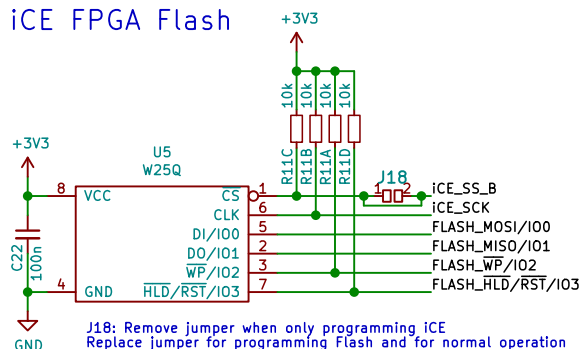 iCE FPGA Flash
+3V3
10k
10k
10k
10k
R11C
R11B
R11A
R11D
+3V3
U5
W25Q
J18
1
2
iCE_SS_B
8
VCC
CS
1
CLK
6
iCE_SCK
DI/IO0
5
FLASH_MOSI/IO0
DO/IO1
2
FLASH_MISO/IO1
WP/IO2
3
FLASH_WP/IO2
4
GND
HLD/RST/IO3
7
FLASH_HLD/RST/IO3
C22
100n
GND
J18: Remove jumper when only programming iCE
Replace jumper for programming Flash and for normal operation